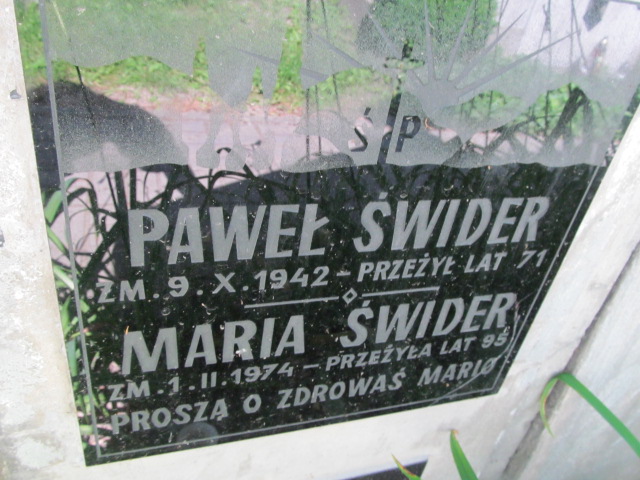 ŚP
PAWEŁ ŚWIDER
ZM. 9. X. 1942 – PRZEŻYŁ LAT 71
MARIA ŚWIDER
ZM. 1. II. 1974 – PRZEŻYŁA LAT 95
PROSZĄ O ZDROWAŚ MARIO